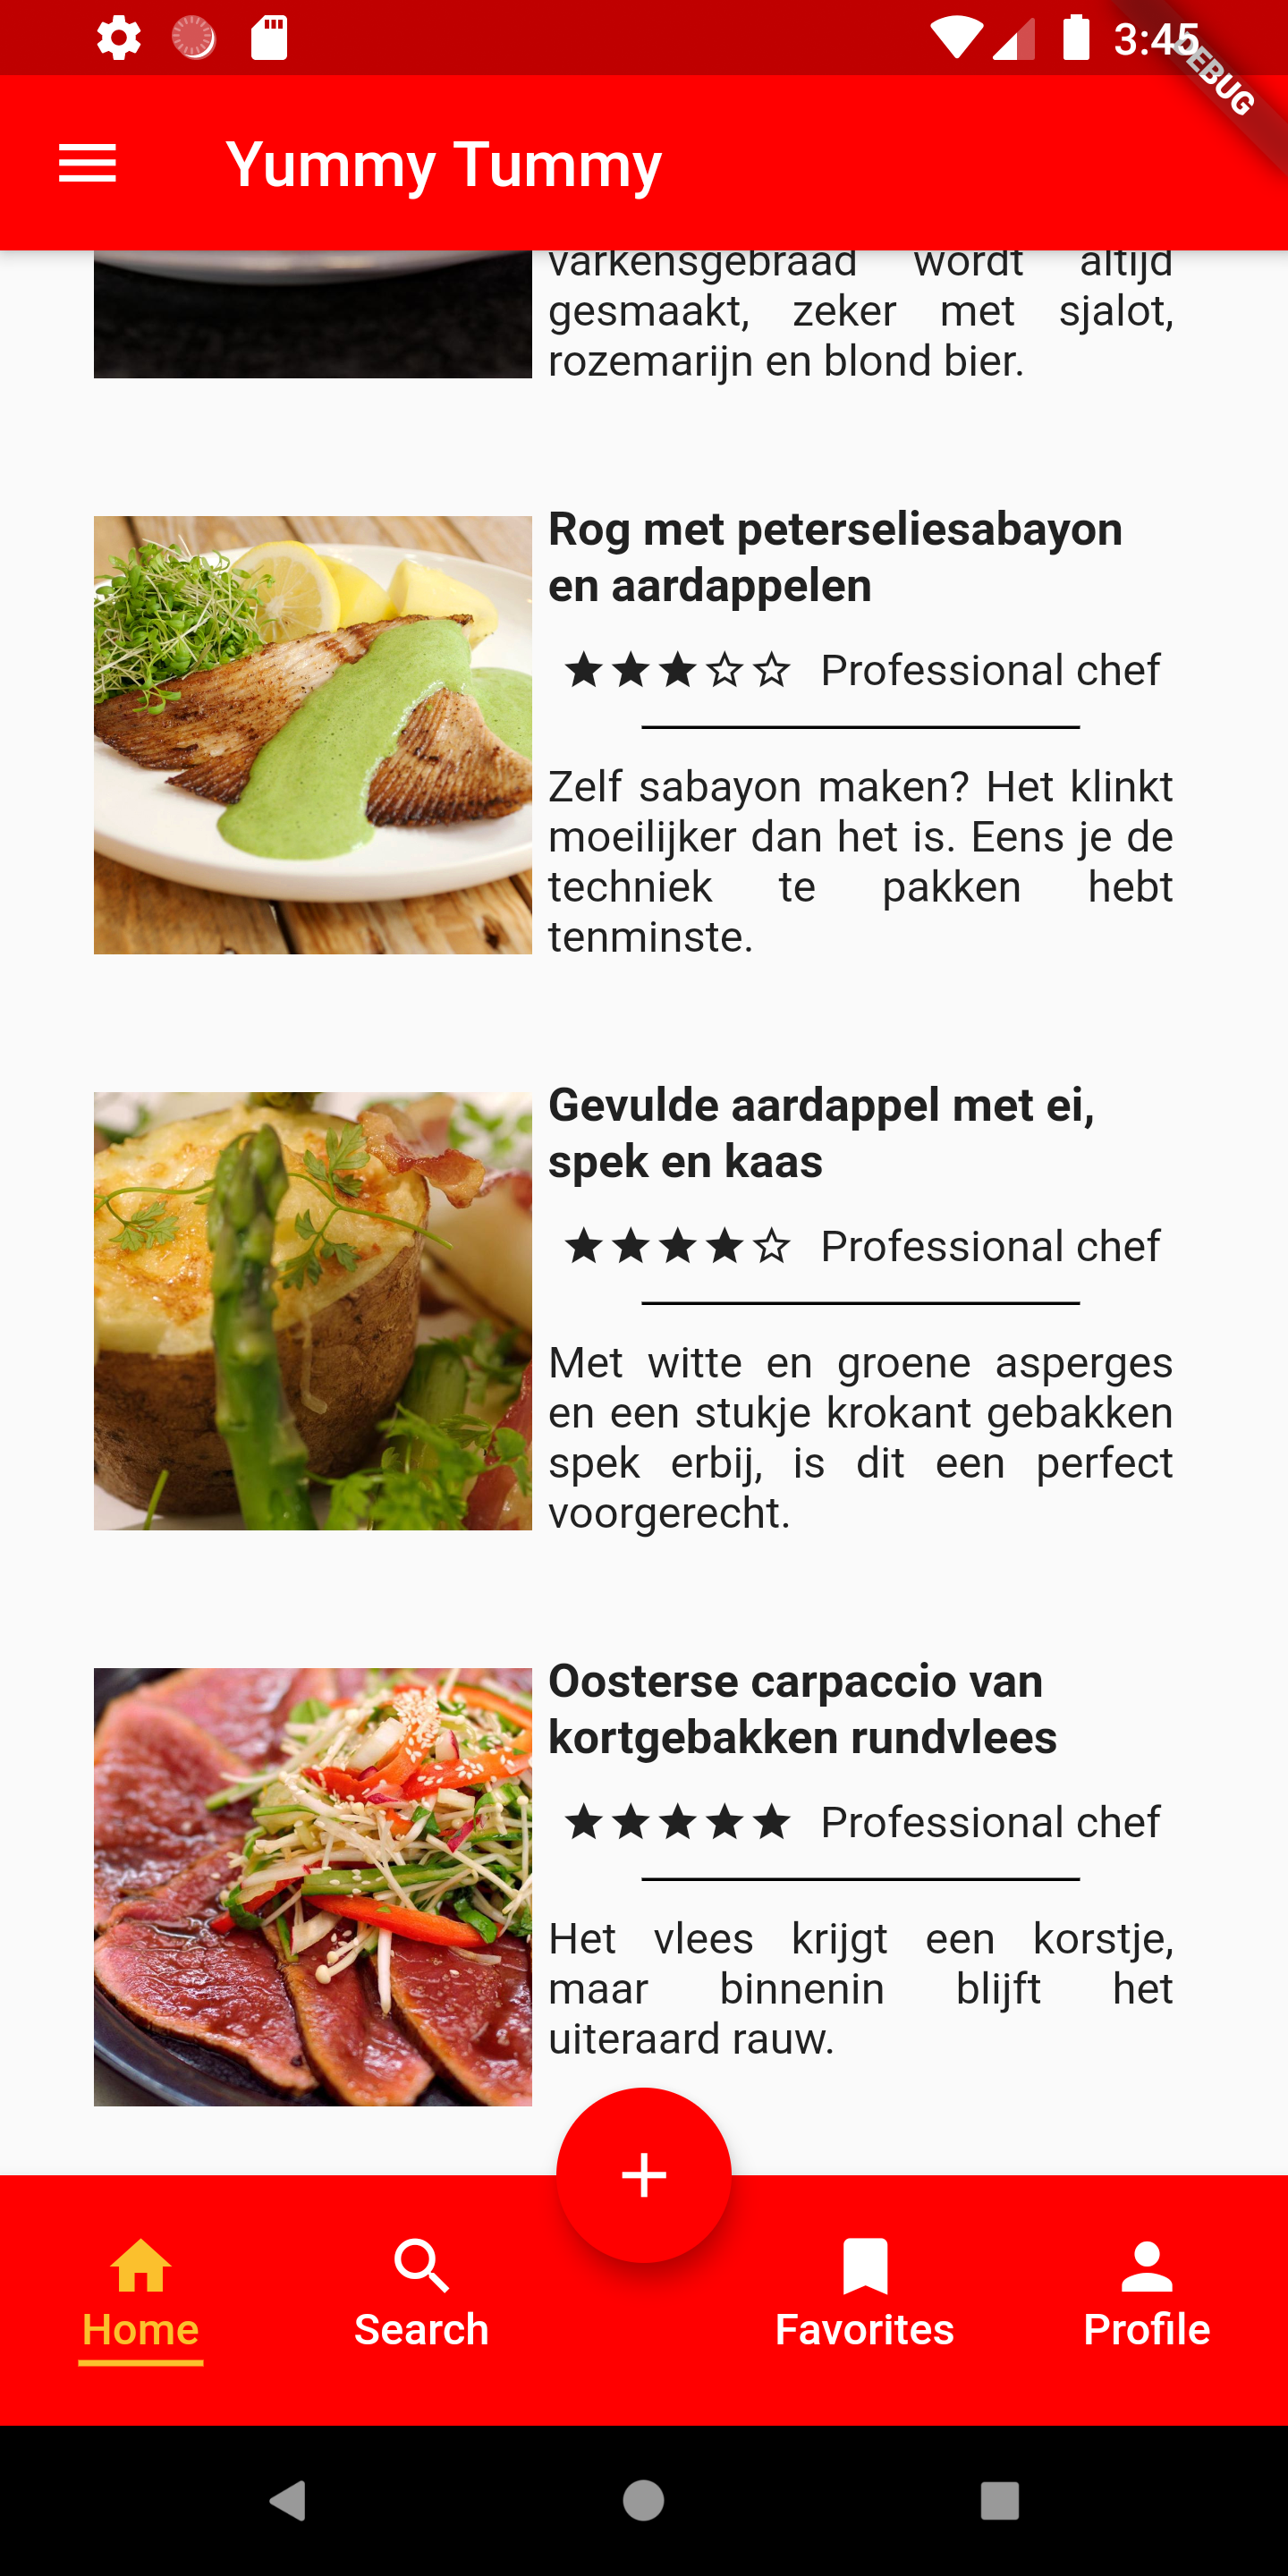 3:45
DEBUG
Yummy Tummy
varkensgebraad wordt altijd
gesmaakt, zeker met sjalot,
rozemarijn en blond bier.
Rog met peterseliesabayon
en aardappelen
Professional chef
Zelf sabayon maken? Het klinkt
moeilijker dan het is. Eens je de
techniek te pakken hebt
tenminste.
Gevulde aardappel met ei,
spek en kaas
Professional chef
Met witte en groene asperges
en een stukje krokant gebakken
spek erbij, is dit een perfect
voorgerecht.
Oosterse carpaccio van
kortgebakken rundvlees
Professional chef
Het vlees krijgt een korstje,
maar binnenin blijft het
uiteraard rauw.
Home
Search
Favorites
Profile